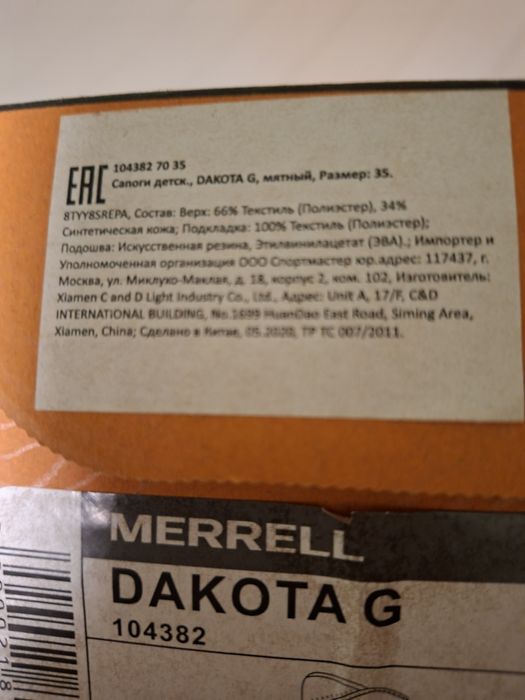 EAC
104382 70 35
Сапоги детск., DAKOTA G, мятный, Размер: 35.
8TYY8SREPA, Состав: Верх: 66% Текстиль (Полиэстер), 34%
Синтетическая кожа; Подкладка: 100% Текстиль (Полиэстер);
Подошва: Искусственная резина, Этиленвинилацетат (ЭВА).; Импортер и
Уполномоченная организация ООО Спортмастер юр.адрес: 117437, г.
Москва, ул. Миклухо-Маклая, д. 18, корпус 2, ком. 102, Изготовитель:
Xiamen C and D Light Industry Co., Ltd., Адрес: Unit A, 17/F, C&D
INTERNATIONAL BUILDING, East Road, Siming Area,
Xiamen, China; Сделано в Китае, 05.2020, ТР ТС 007/2011.
MERRELL
DAKOTA G
104382